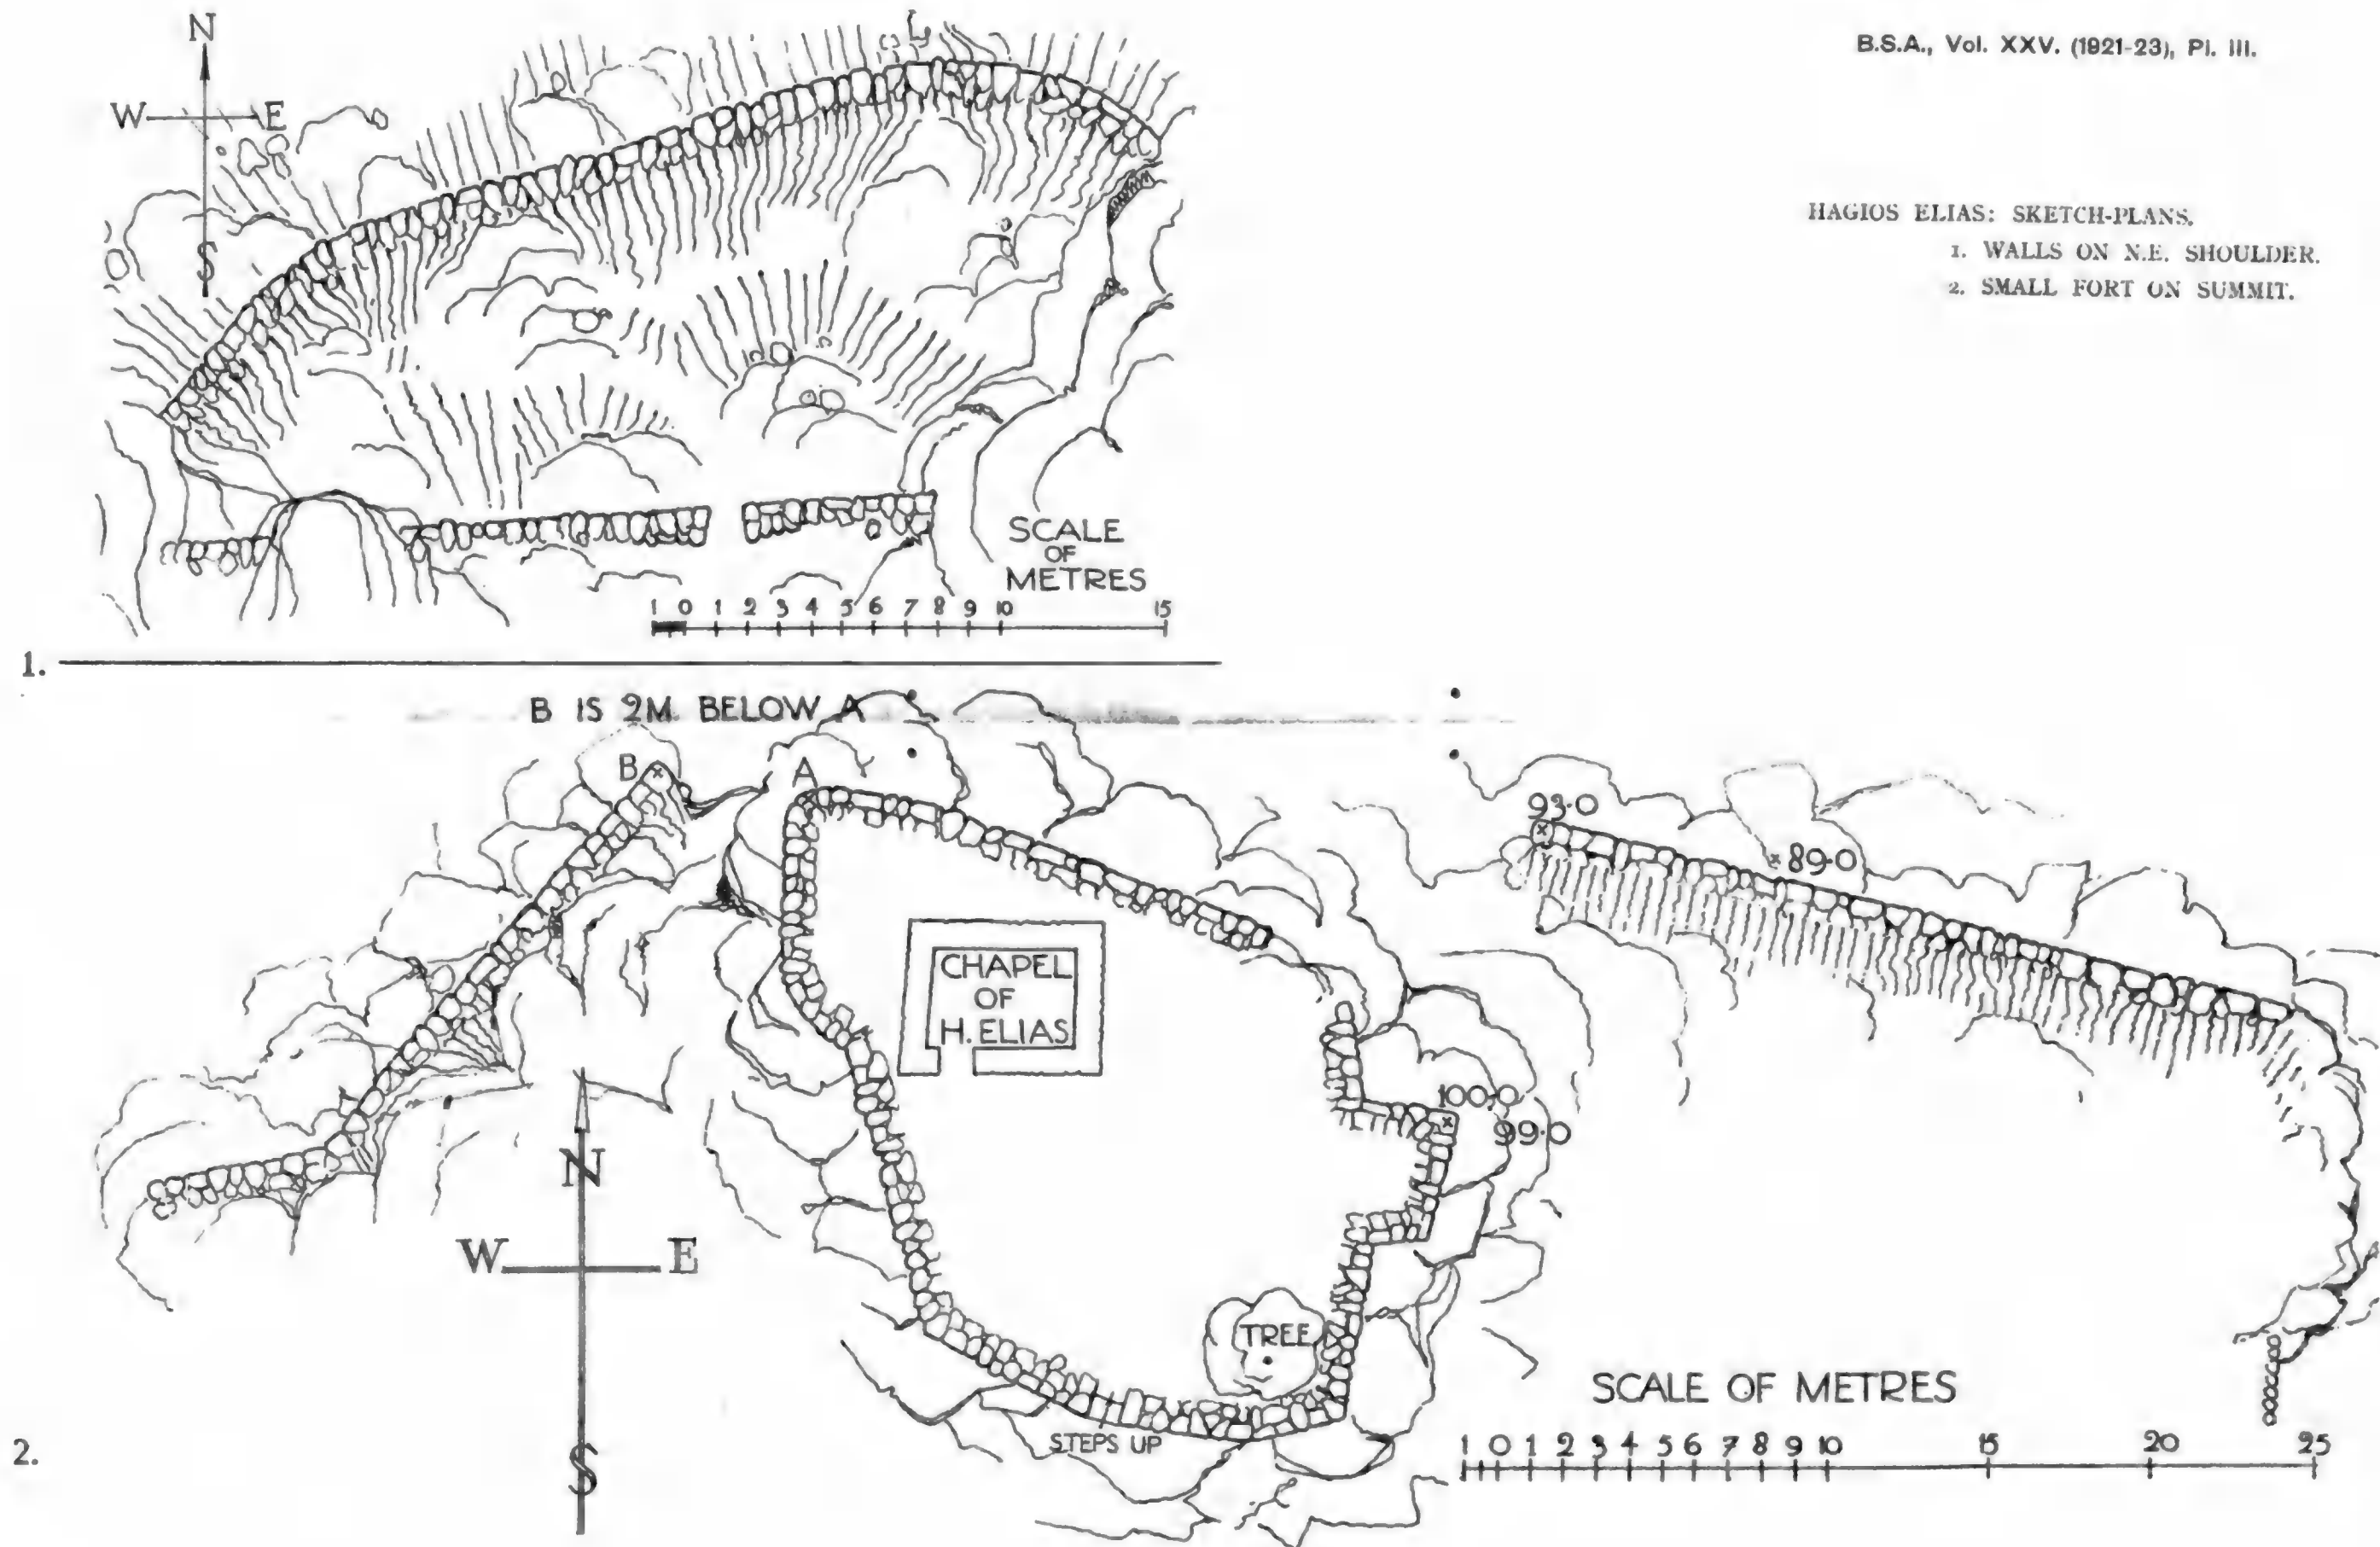 B.S.A., Vol. XXV. (1921-23), Pl. III.
HAGIOS ELIAS: SKETCH-PLANS.
1. WALLS ON N.E. SHOULDER.
2. SMALL FORT ON SUMMIT.
N
W E
S
SCALE
OF
METRES
1 0 1 2 3 4 5 6 7 8 9 10 15
1.
B IS 2M. BELOW A
B
A
93·0
89·0
CHAPEL
OF
H. ELIAS
100·0
99·0
N
W E
S
TREE
STEPS UP
SCALE OF METRES
1 0 1 2 3 4 5 6 7 8 9 10 15 20 25
2.